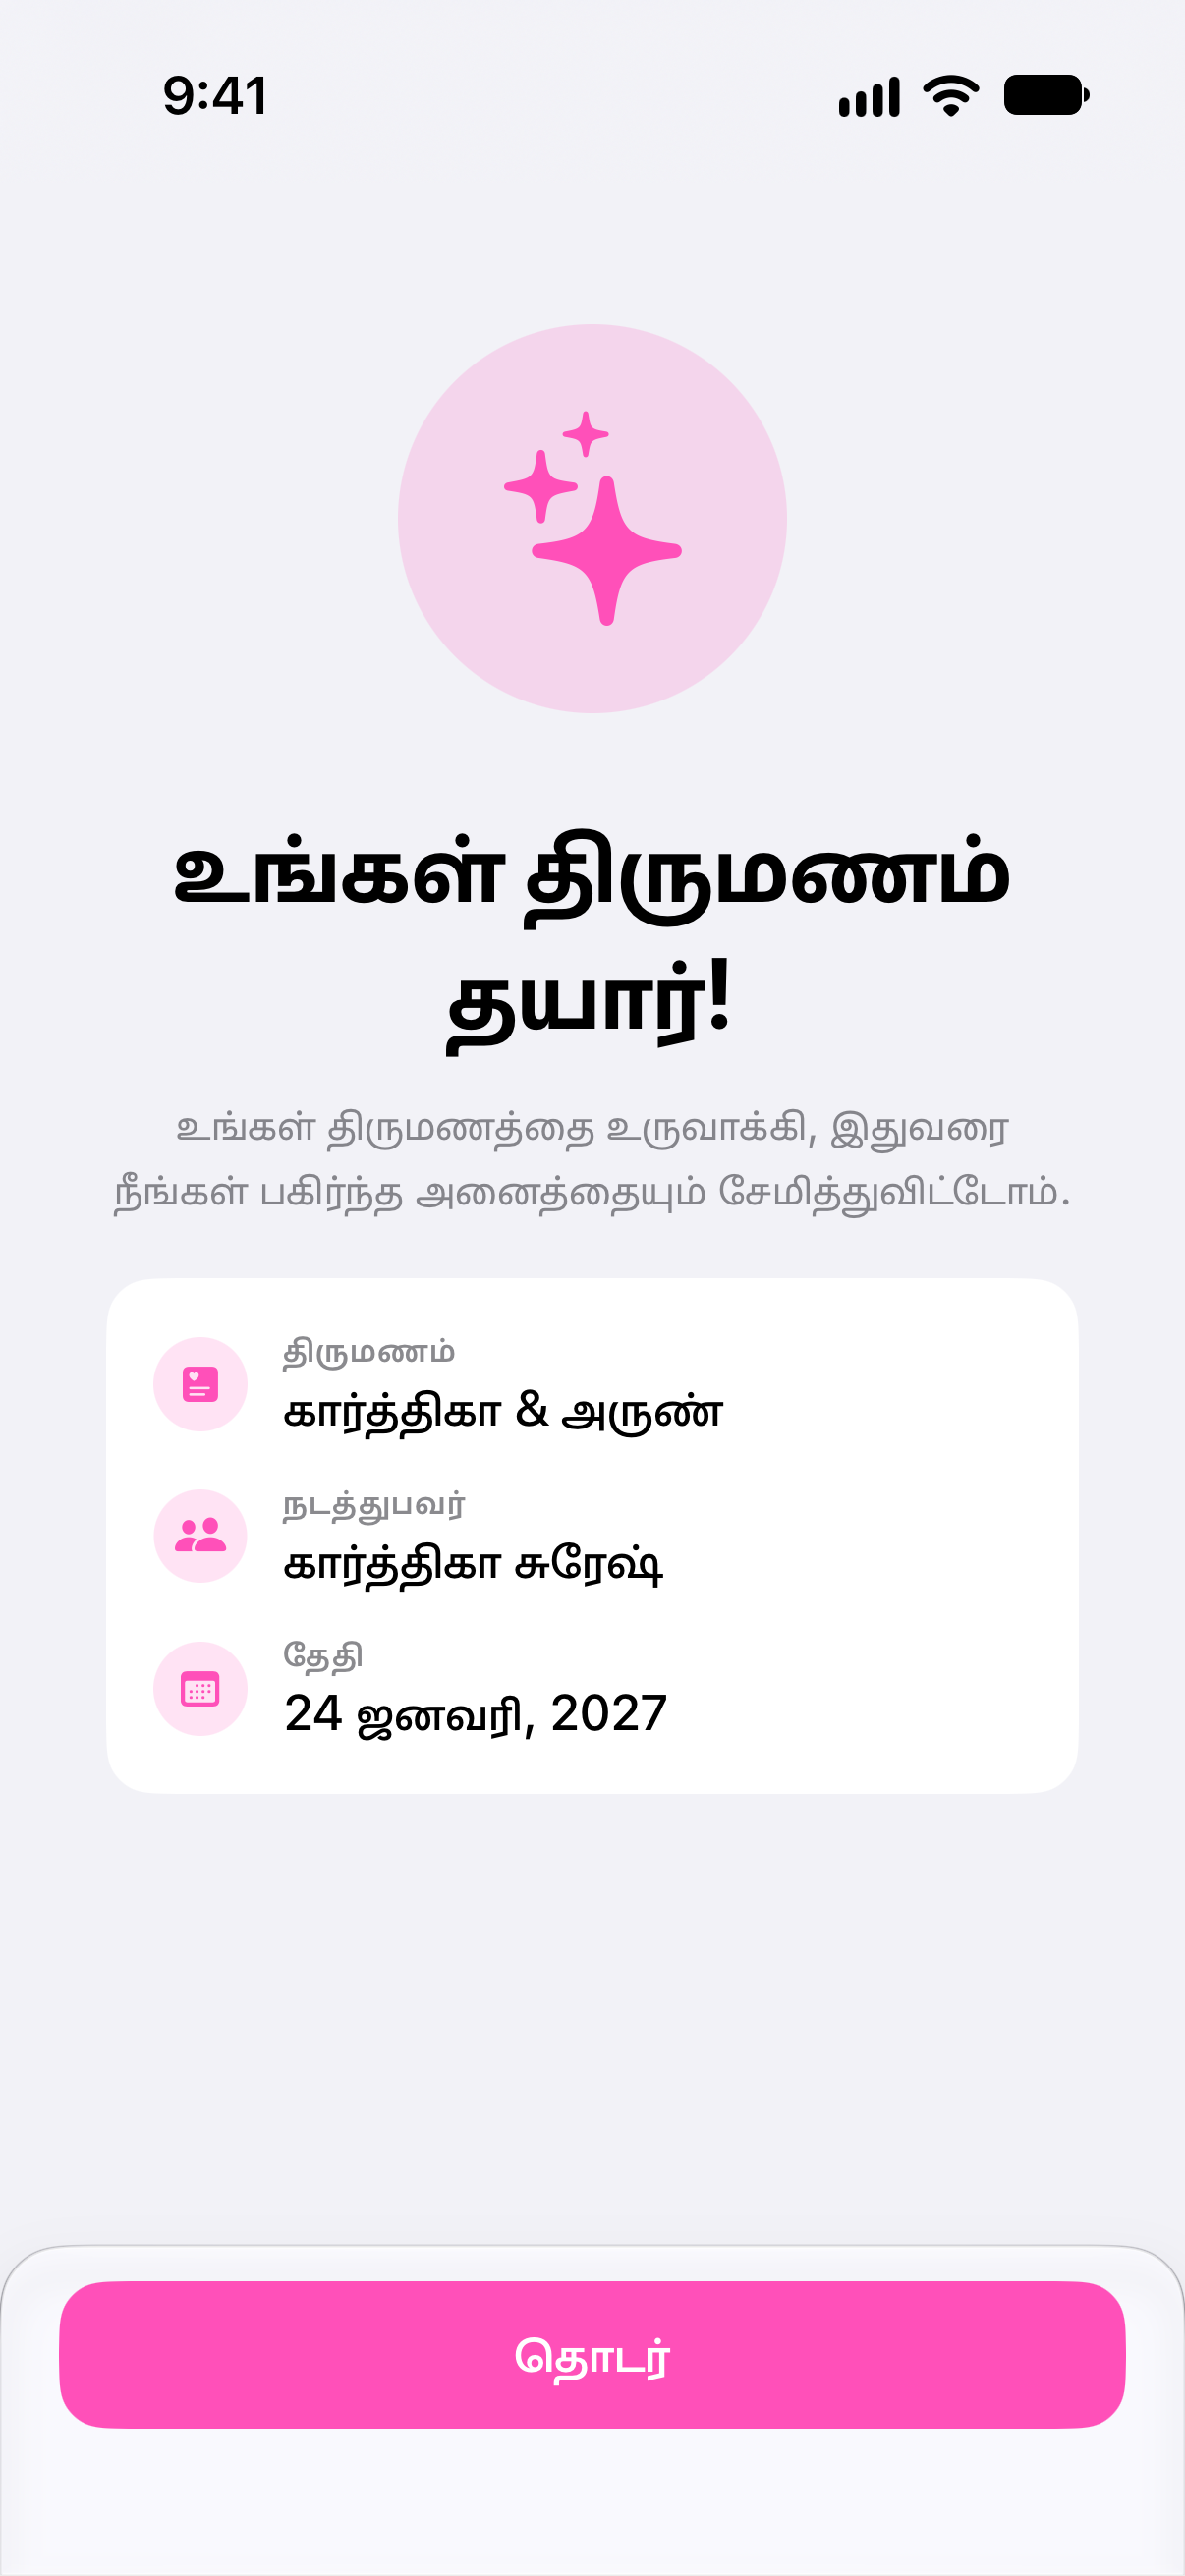 9:41
உங்கள் திருமணம்
தயார்!
உங்கள் திருமணத்தை உருவாக்கி, இதுவரை
நீங்கள் பகிர்ந்த அனைத்தையும் சேமித்துவிட்டோம்.
திருமணம்
கார்த்திகா & அருண்
நடத்துபவர்
கார்த்திகா சுரேஷ்
தேதி
24 ஜனவரி, 2027
தொடர்